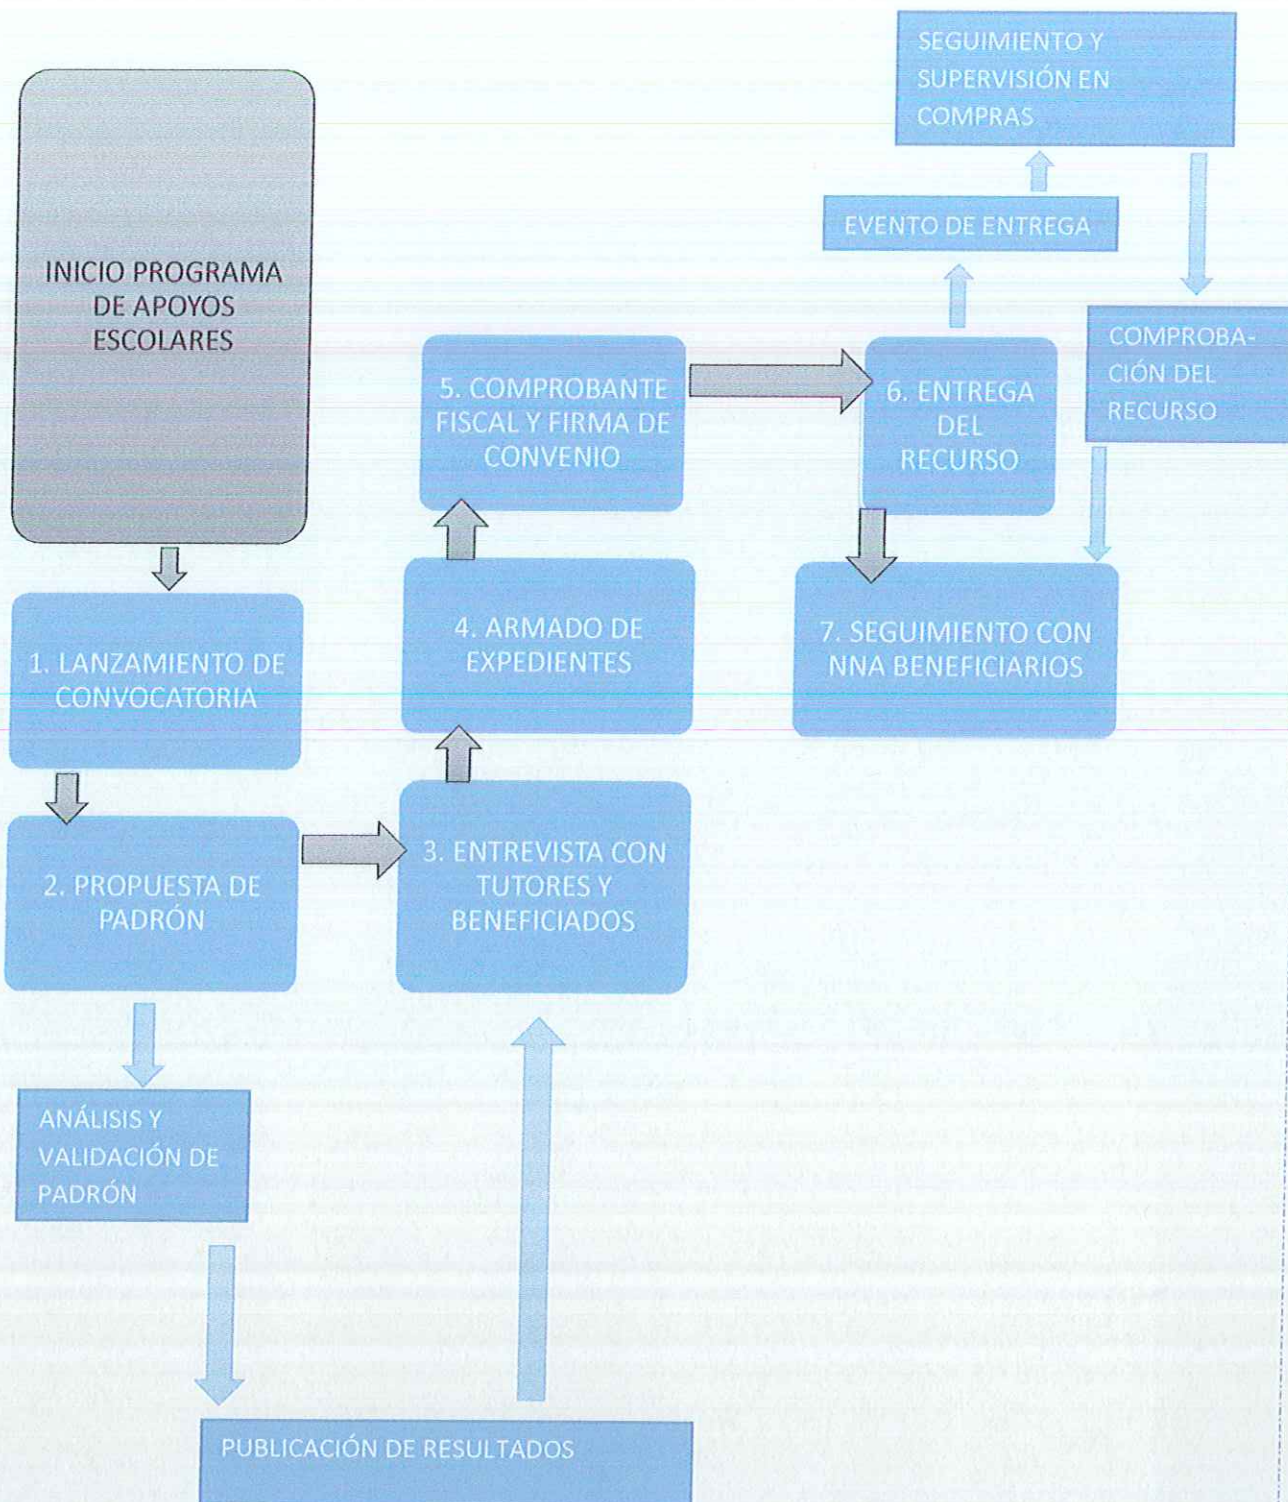 INICIO PROGRAMA
DE APOYOS
ESCOLARES
1. LANZAMIENTO DE
CONVOCATORIA
2. PROPUESTA DE
PADRÓN
ANÁLISIS Y
VALIDACIÓN DE
PADRÓN
PUBLICACIÓN DE RESULTADOS
3. ENTREVISTA CON
TUTORES Y
BENEFICIADOS
4. ARMADO DE
EXPEDIENTES
5. COMPROBANTE
FISCAL Y FIRMA DE
CONVENIO
6. ENTREGA
DEL
RECURSO
EVENTO DE ENTREGA
SEGUIMIENTO Y
SUPERVISIÓN EN
COMPRAS
COMPROBA-
CIÓN DEL
RECURSO
7. SEGUIMIENTO CON
NNA BENEFICIARIOS